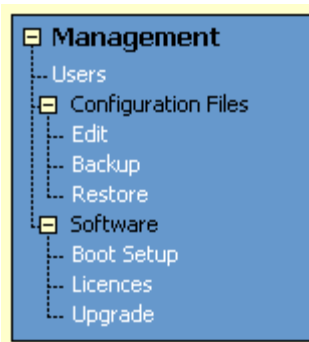 Management
Users
Configuration Files
Edit
Backup
Restore
Software
Boot Setup
Licences
Upgrade